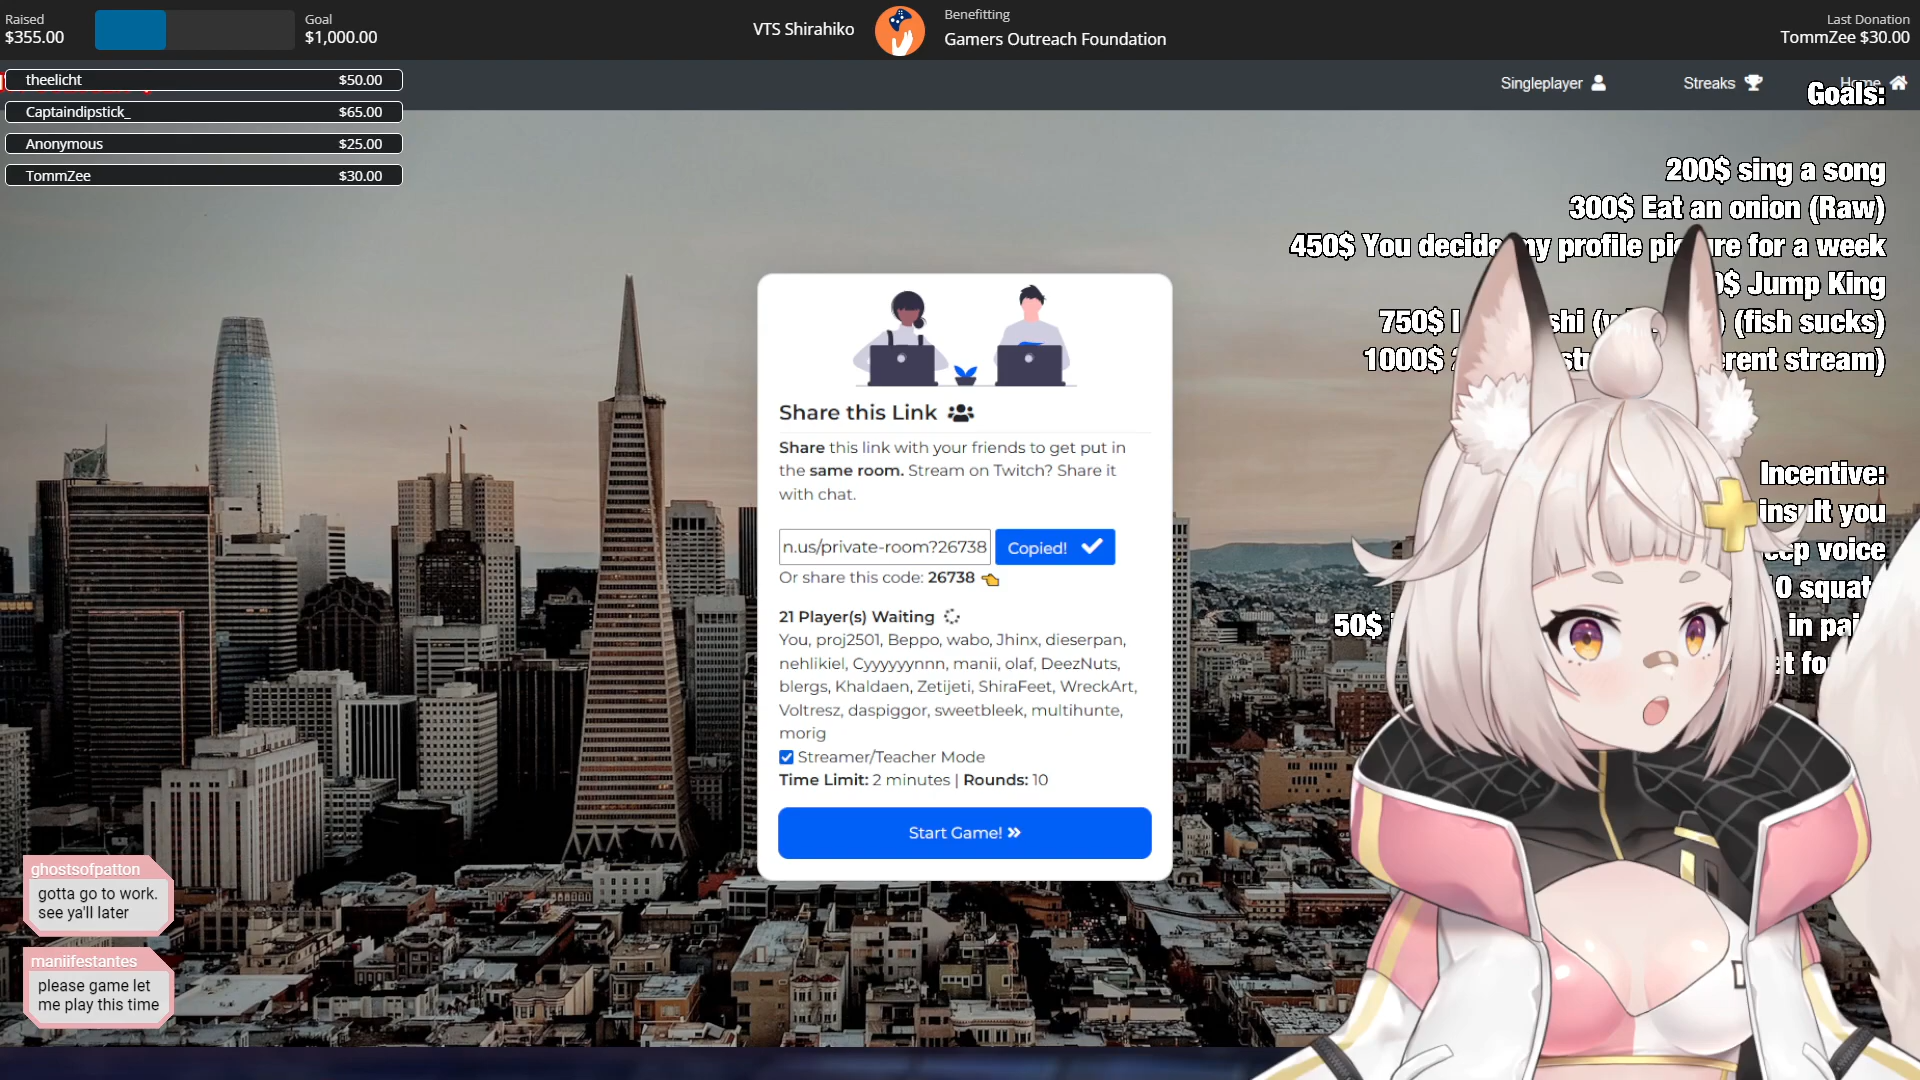 Raised
$355.00
Goal
$1,000.00
VTS Shirahiko
Benefitting
Gamers Outreach Foundation
Last Donation
TommZee $30.00
theelicht $50.00
Captaindipstick_ $65.00
Anonymous $25.00
TommZee $30.00
Singleplayer
Streaks
Home
Goals:
200$ sing a song
300$ Eat an onion (Raw)
450$ You decide my profile picture for a week
$ Jump King
750$ (fish sucks)
1000$ stream)
Incentive:
insult you
voice
50$ in
Share this Link
Share this link with your friends to get put in
the same room. Stream on Twitch? Share it
with chat.
n.us/private-room?26738
Copied!
Or share this code: 26738
21 Player(s) Waiting
You, proj2501, Beppo, wabo, Jhinx, dieserpan,
nehlikiel, Cyyyyyynnn, manii, olaf, DeezNuts,
blergs, Khaldaen, Zetijeti, ShiraFeet, WreckArt,
Voltresz, daspiggor, sweetbleek, multihunte,
morig
Streamer/Teacher Mode
Time Limit: 2 minutes | Rounds: 10
Start Game!
ghostsofpatton
gotta go to work.
see ya'll later
maniifestantes
please game let
me play this time